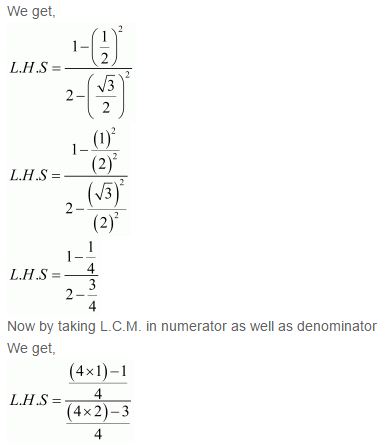 We get,
L.H.S = \frac{1-\left(\frac{1}{2}\right)^2}{2-\left(\frac{\sqrt{3}}{2}\right)^2}
L.H.S = \frac{1-\frac{(1)^2}{(2)^2}}{2-\frac{(\sqrt{3})^2}{(2)^2}}
L.H.S = \frac{1-\frac{1}{4}}{2-\frac{3}{4}}
Now by taking L.C.M. in numerator as well as denominator
We get,
L.H.S = \frac{\frac{(4×1)-1}{4}}{\frac{(4×2)-3}{4}}